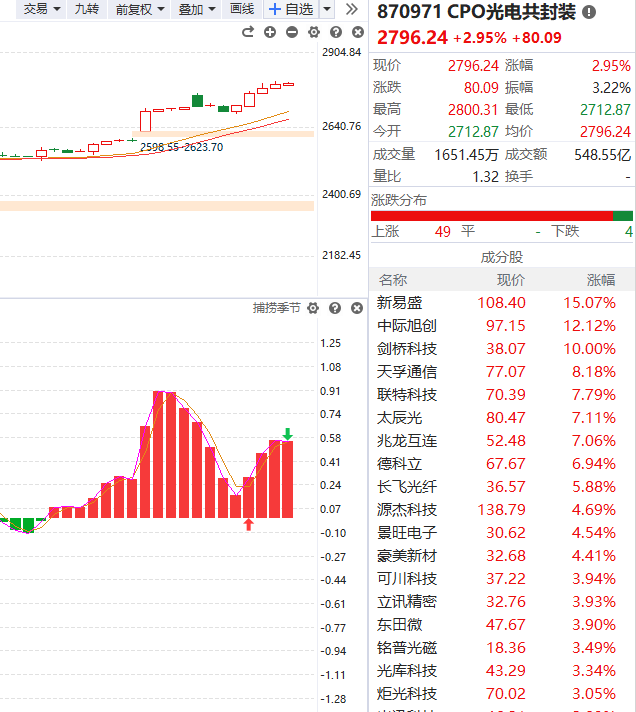 交易 九转 前复权 叠加 画线 + 自选
2904.84
2640.76
2598.55-2623.70
2400.69
2182.45
捕捞季节
1.25
1.08
0.91
0.74
0.58
0.41
0.24
0.07
-0.10
-0.27
-0.44
-0.61
-0.77
-0.94
-1.11
-1.28
870971 CPO光电共封装
2796.24 +2.95% +80.09
现价 2796.24 涨幅 2.95%
涨跌 80.09 振幅 3.22%
最高 2800.31 最低 2712.87
今开 2712.87 均价 2796.24
成交量 1651.45万 成交额 548.55亿
量比 1.32 换手 -
涨跌分布
上涨 49 平 - 下跌 4
成分股
名称 现价 涨幅
新易盛 108.40 15.07%
中际旭创 97.15 12.12%
剑桥科技 38.07 10.00%
天孚通信 77.07 8.18%
联特科技 70.39 7.79%
太辰光 80.47 7.11%
兆龙互连 52.48 7.06%
德科立 67.67 6.94%
长飞光纤 36.57 5.88%
源杰科技 138.79 4.69%
景旺电子 30.62 4.54%
豪美新材 32.68 4.41%
可川科技 37.22 3.94%
立讯精密 32.76 3.93%
东田微 47.67 3.90%
铭普光磁 18.36 3.49%
光库科技 43.29 3.34%
炬光科技 70.02 3.05%